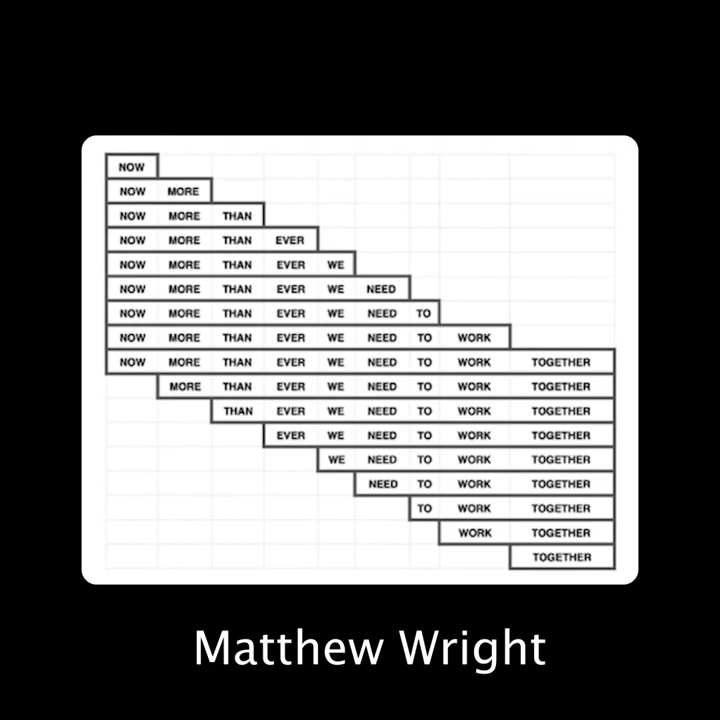 NOW
NOW MORE
NOW MORE THAN
NOW MORE THAN EVER
NOW MORE THAN EVER WE
NOW MORE THAN EVER WE NEED
NOW MORE THAN EVER WE NEED TO
NOW MORE THAN EVER WE NEED TO WORK
NOW MORE THAN EVER WE NEED TO WORK TOGETHER
MORE THAN EVER WE NEED TO WORK TOGETHER
THAN EVER WE NEED TO WORK TOGETHER
EVER WE NEED TO WORK TOGETHER
WE NEED TO WORK TOGETHER
NEED TO WORK TOGETHER
TO WORK TOGETHER
WORK TOGETHER
TOGETHER
Matthew Wright